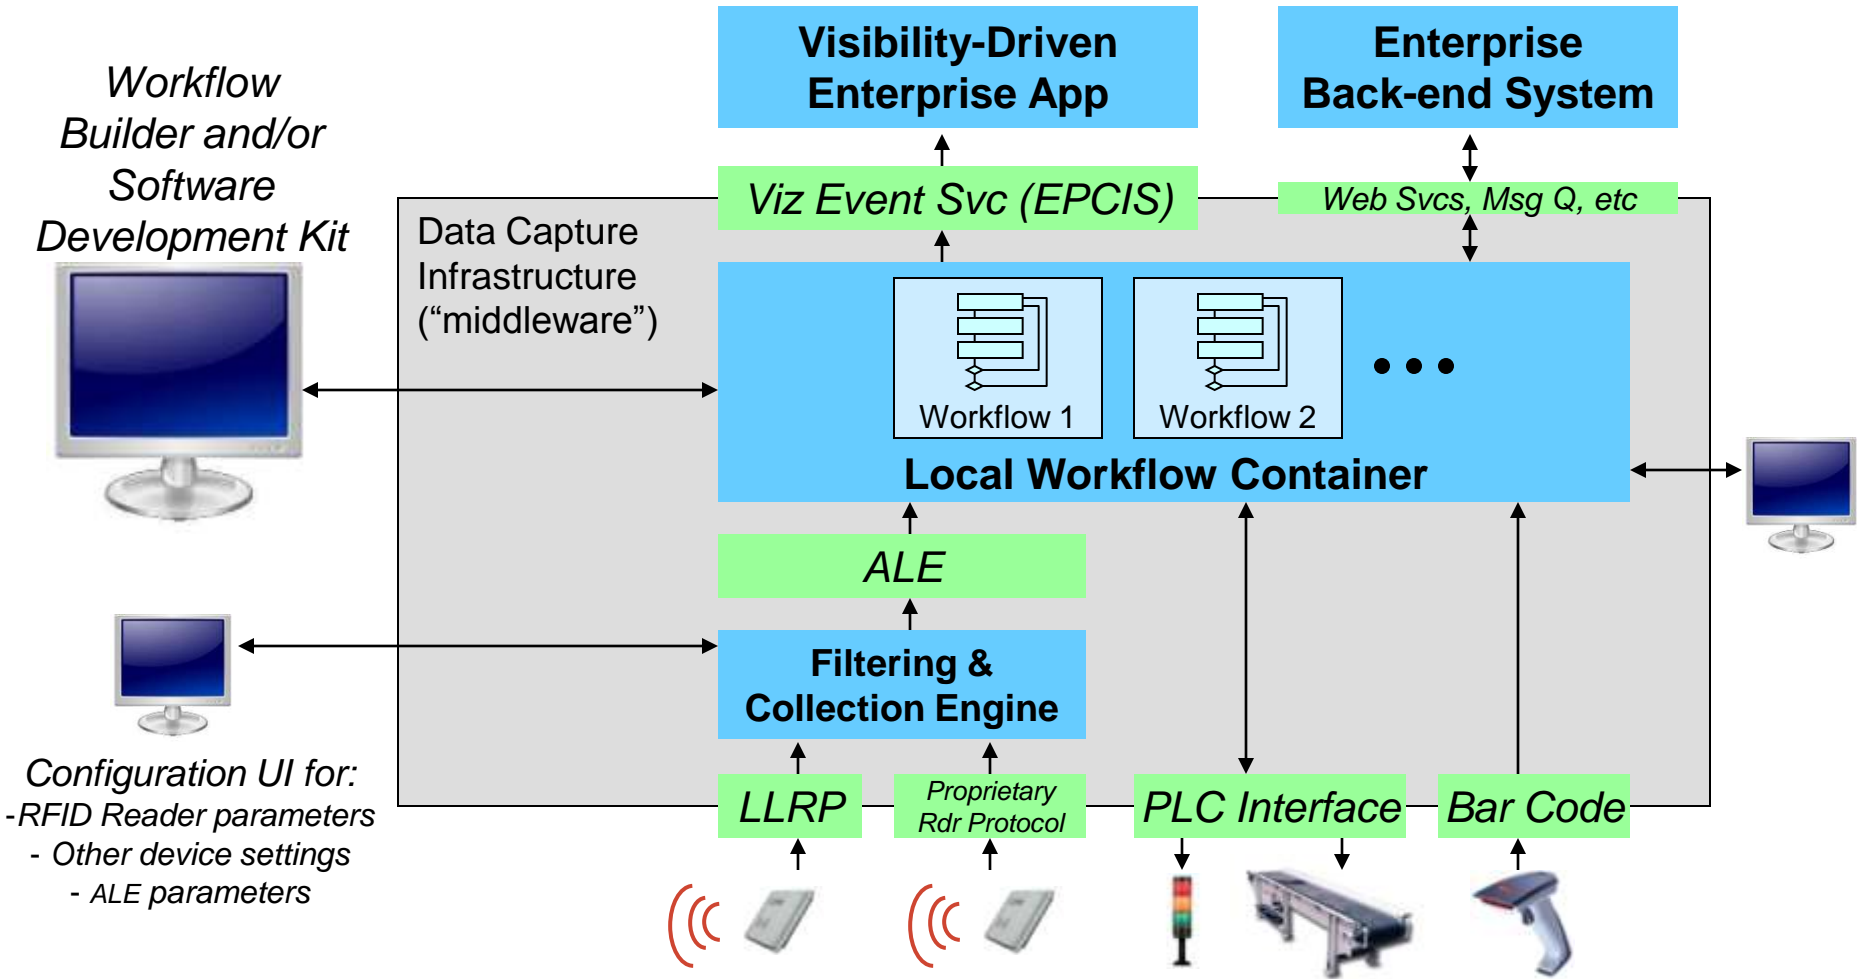 Workflow
Builder and/or
Software
Development Kit
Visibility-Driven
Enterprise App
Enterprise
Back-end System
Viz Event Svc (EPCIS)
Web Svcs, Msg Q, etc
Data Capture
Infrastructure
(“middleware”)
Workflow 1
Workflow 2
Local Workflow Container
ALE
Filtering &
Collection Engine
Configuration UI for:
-RFID Reader parameters
- Other device settings
- ALE parameters
LLRP
Proprietary
Rdr Protocol
PLC Interface
Bar Code